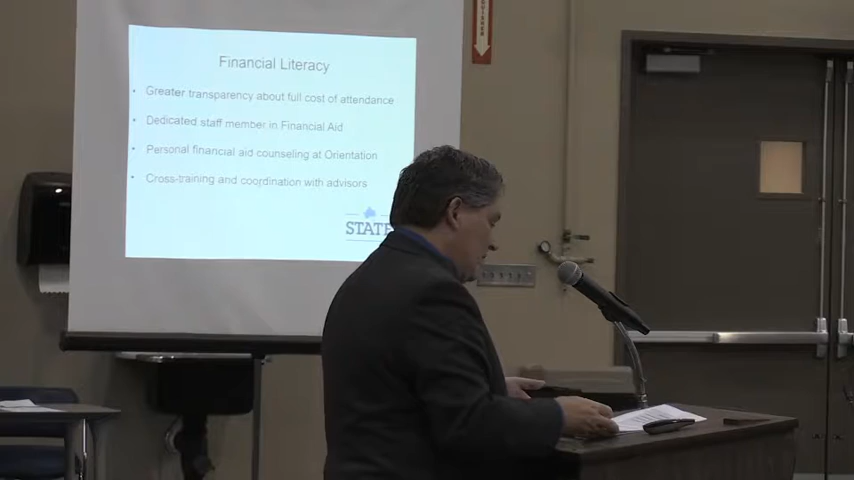 Financial Literacy
• Greater transparency about full cost of attendance
• Dedicated staff member in Financial Aid
• Personal financial aid counseling at Orientation
• Cross-training and coordination with advisors
STATE